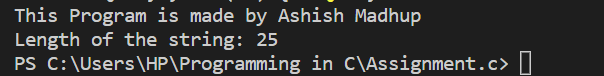 This Program is made by Ashish Madhup
Length of the string: 25
PS C:\Users\HP\Programming in C\Assignment.c>